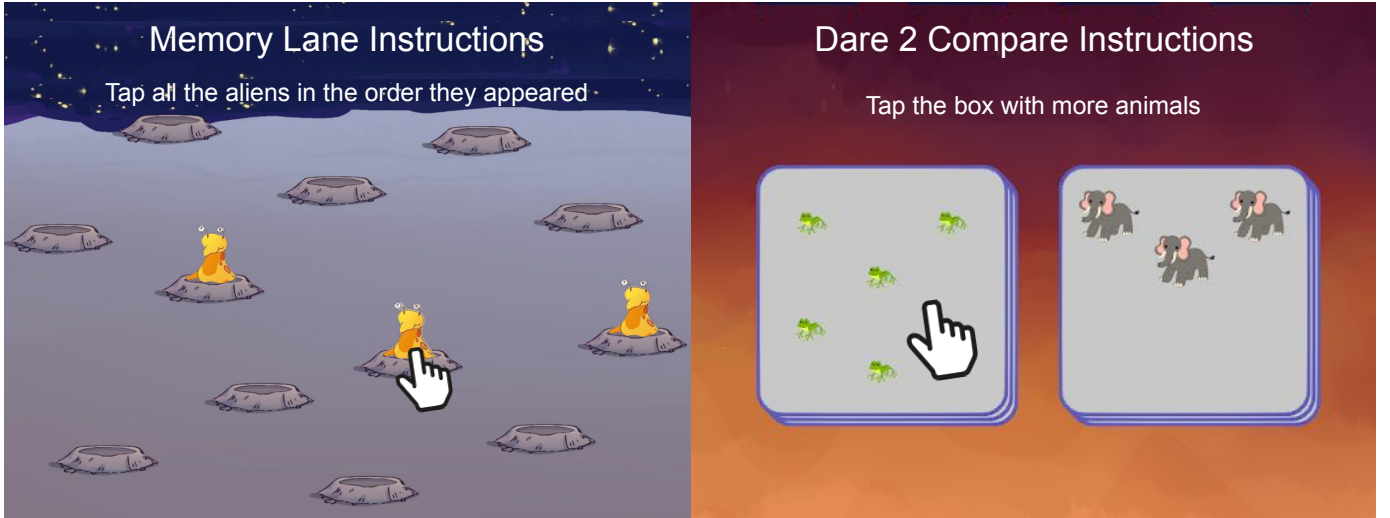 Memory Lane Instructions
Tap all the aliens in the order they appeared
Dare 2 Compare Instructions
Tap the box with more animals